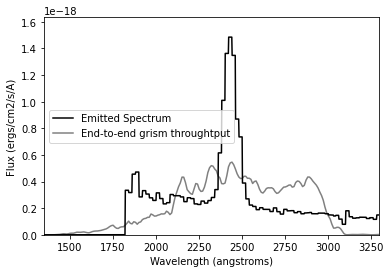 1e−18
1.6
1.4
1.2
1.0
0.8
0.6
0.4
0.2
0.0
Flux (ergs/cm2/s/A)
Emitted Spectrum
End-to-end grism throughtput
1500 1750 2000 2250 2500 2750 3000 3250
Wavelength (angstroms)